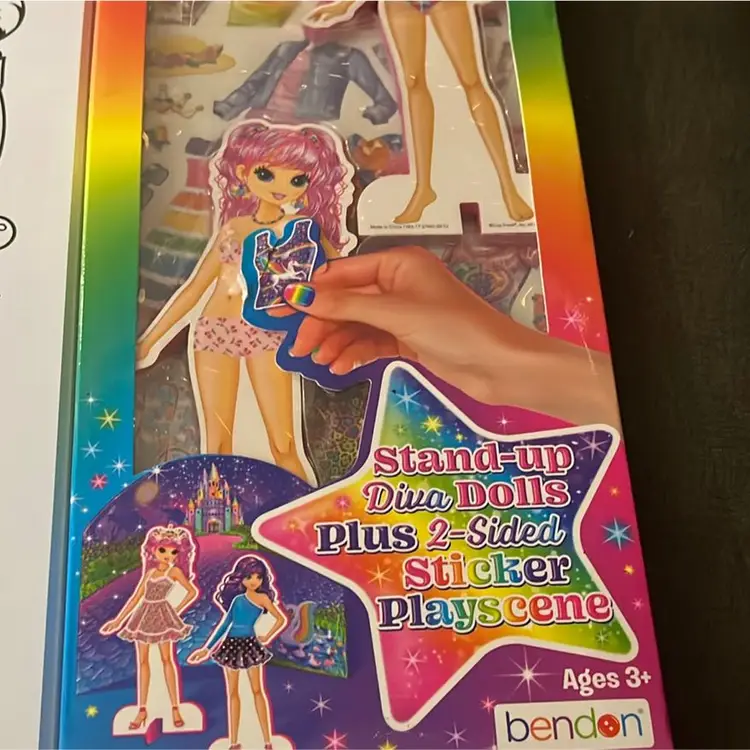 Stand-up
Diva Dolls
Plus 2-Sided
Sticker
Playscene
Ages 3+
bendon